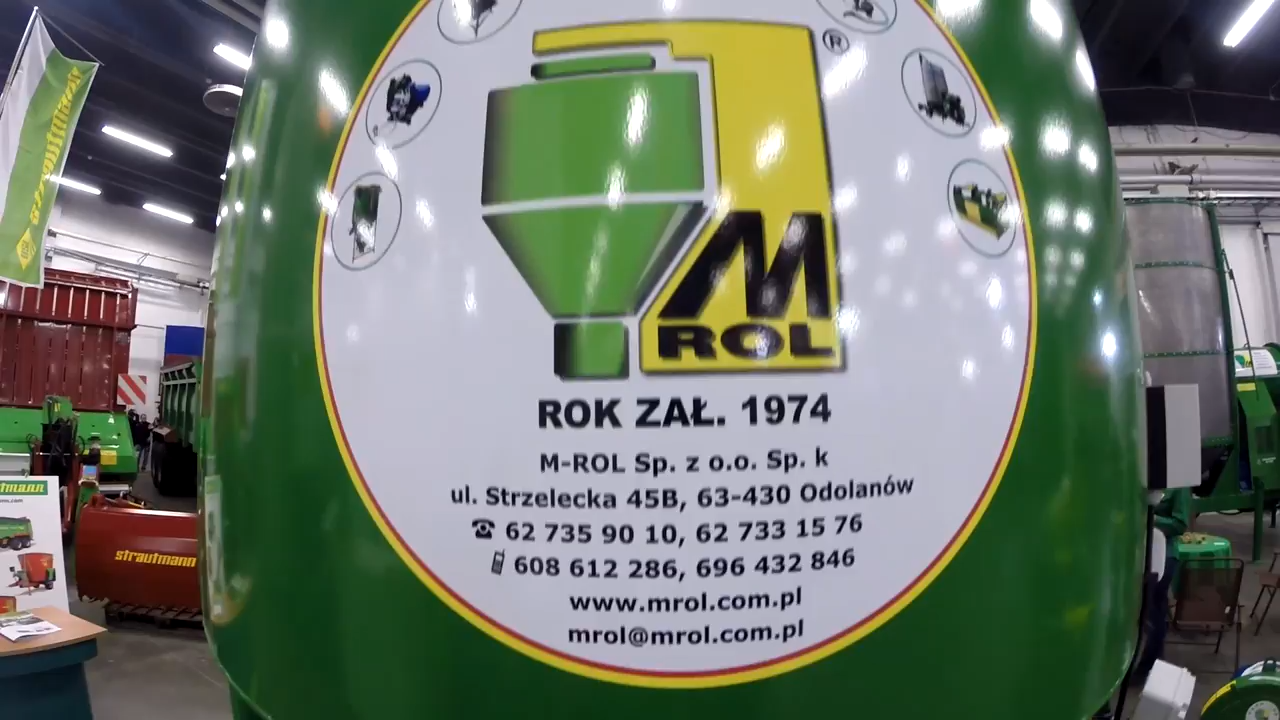 strautmann
®
M
ROL
ROK ZAŁ. 1974
M-ROL Sp. z o.o. Sp. k
ul. Strzelecka 45B, 63-430 Odolanów
62 735 90 10, 62 733 15 76
608 612 286, 696 432 846
www.mrol.com.pl
mrol@mrol.com.pl
strautmann